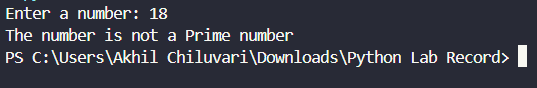 Enter a number: 18
The number is not a Prime number
PS C:\Users\Akhil Chiluvari\Downloads\Python Lab Record>